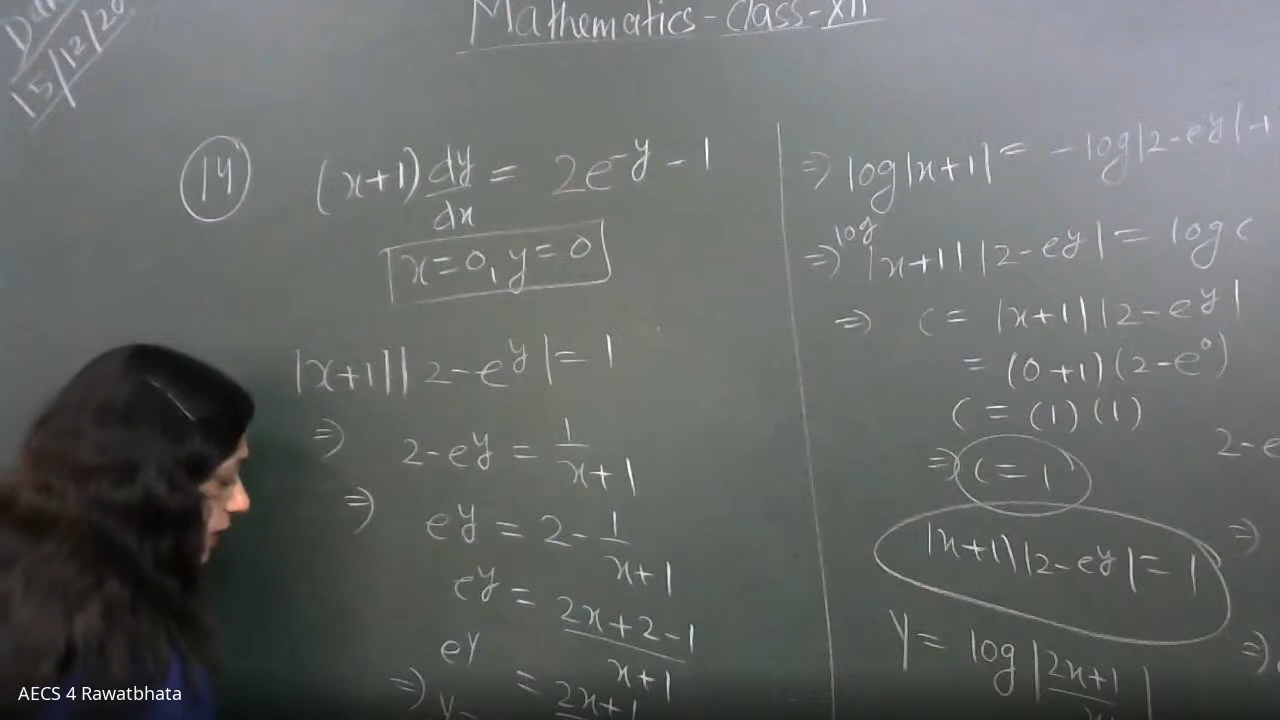 Mathematics - Class - XII
15/12/20
(14) (x+1) dy/dx = 2e^-y - 1
x=0, y=0
|x+1||2-e^y| = 1
⇒ 2-e^y = 1/(x+1)
⇒ e^y = 2 - 1/(x+1)
e^y = (2x+2-1)/(x+1)
e^y
⇒ = 2x+1
⇒ log|x+1| = -log|2-e^y| +
⇒ log |x+1||2-e^y| = log c
⇒ C = |x+1||2-e^y|
= (0+1)(2-e^0)
C = (1)(1)
⇒ C = 1
|x+1||2-e^y| = 1
y = log |2x+1|
2-e
⇒
⇒
AECS 4 Rawatbhata